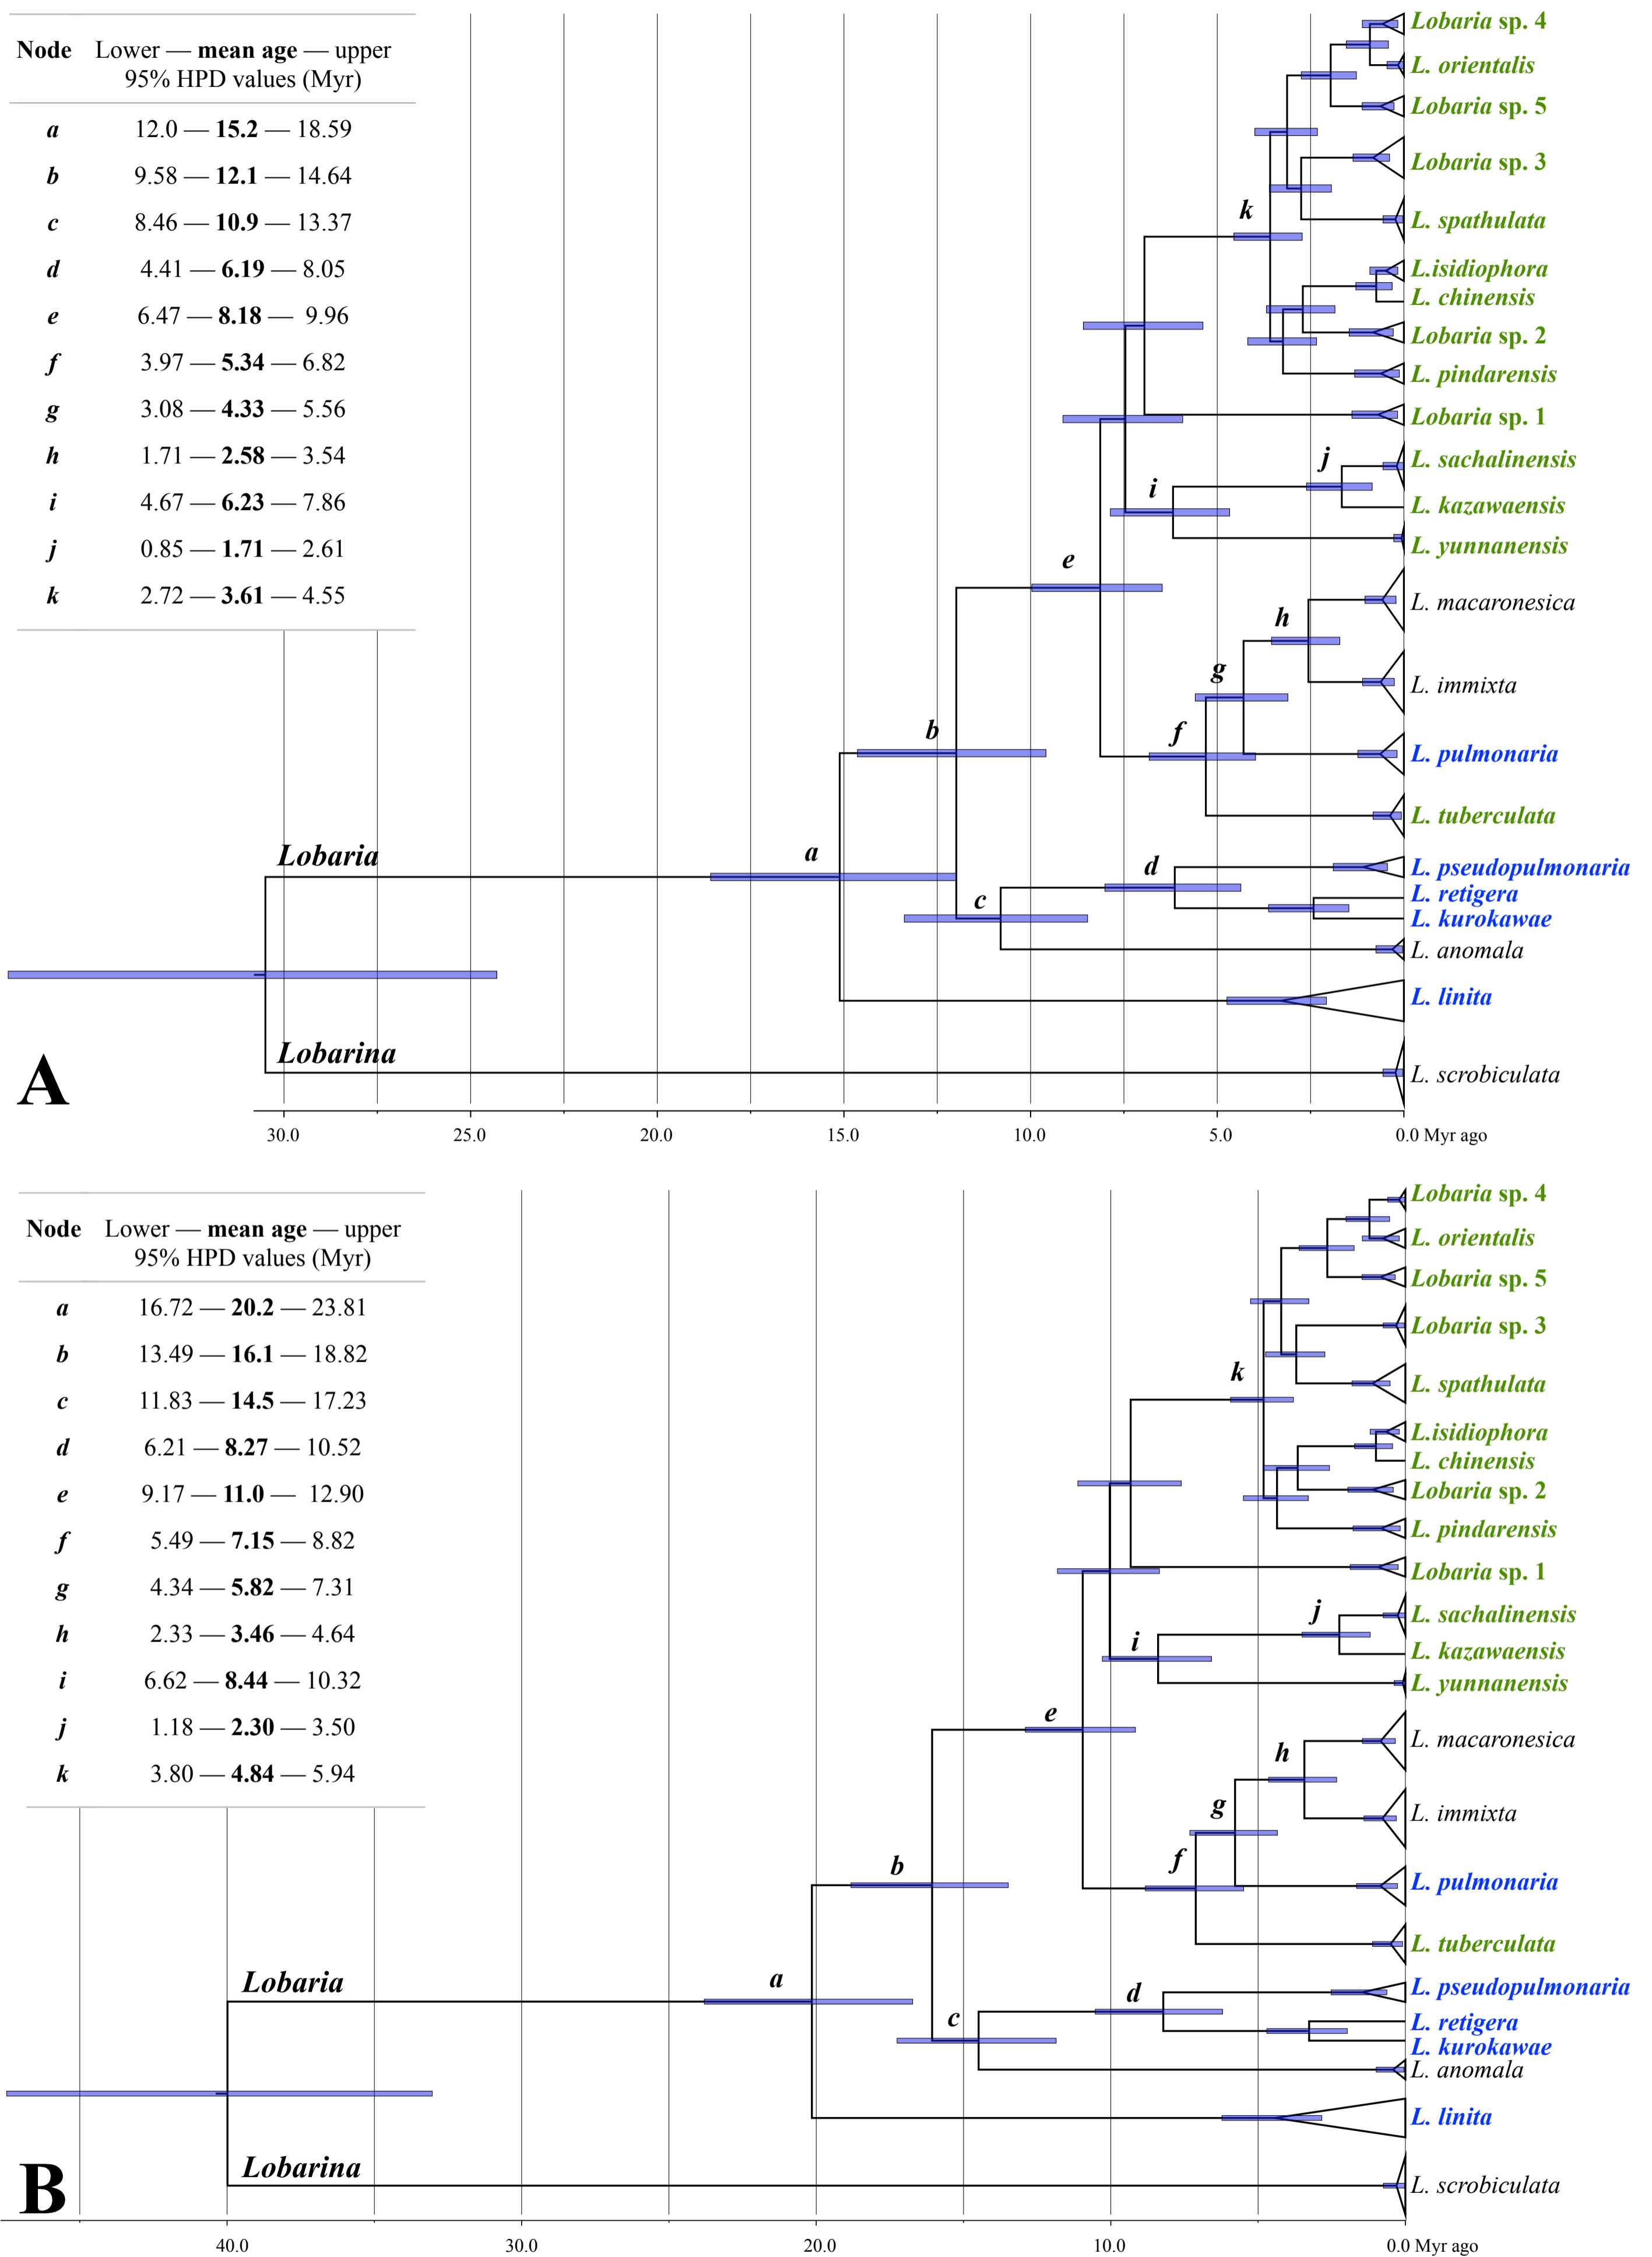 Node Lower — mean age — upper
95% HPD values (Myr)
a 12.0 — 15.2 — 18.59
b 9.58 — 12.1 — 14.64
c 8.46 — 10.9 — 13.37
d 4.41 — 6.19 — 8.05
e 6.47 — 8.18 — 9.96
f 3.97 — 5.34 — 6.82
g 3.08 — 4.33 — 5.56
h 1.71 — 2.58 — 3.54
i 4.67 — 6.23 — 7.86
j 0.85 — 1.71 — 2.61
k 2.72 — 3.61 — 4.55
Lobaria sp. 4
L. orientalis
Lobaria sp. 5
Lobaria sp. 3
k
L. spathulata
L.isidiophora
L. chinensis
Lobaria sp. 2
L. pindarensis
Lobaria sp. 1
j
L. sachalinensis
i
L. kazawaensis
L. yunnanensis
e
L. macaronesica
h
g
L. immixta
b
f
L. pulmonaria
L. tuberculata
Lobaria
a
d
L. pseudopulmonaria
L. retigera
c
L. kurokawae
L. anomala
L. linita
Lobarina
L. scrobiculata
A
30.0 25.0 20.0 15.0 10.0 5.0 0.0 Myr ago
Node Lower — mean age — upper
95% HPD values (Myr)
a 16.72 — 20.2 — 23.81
b 13.49 — 16.1 — 18.82
c 11.83 — 14.5 — 17.23
d 6.21 — 8.27 — 10.52
e 9.17 — 11.0 — 12.90
f 5.49 — 7.15 — 8.82
g 4.34 — 5.82 — 7.31
h 2.33 — 3.46 — 4.64
i 6.62 — 8.44 — 10.32
j 1.18 — 2.30 — 3.50
k 3.80 — 4.84 — 5.94
Lobaria sp. 4
L. orientalis
Lobaria sp. 5
Lobaria sp. 3
k
L. spathulata
L.isidiophora
L. chinensis
Lobaria sp. 2
L. pindarensis
Lobaria sp. 1
j
L. sachalinensis
i
L. kazawaensis
L. yunnanensis
e
L. macaronesica
h
g
L. immixta
f
b
L. pulmonaria
L. tuberculata
Lobaria
a
d
L. pseudopulmonaria
c
L. retigera
L. kurokawae
L. anomala
L. linita
Lobarina
L. scrobiculata
B
40.0 30.0 20.0 10.0 0.0 Myr ago